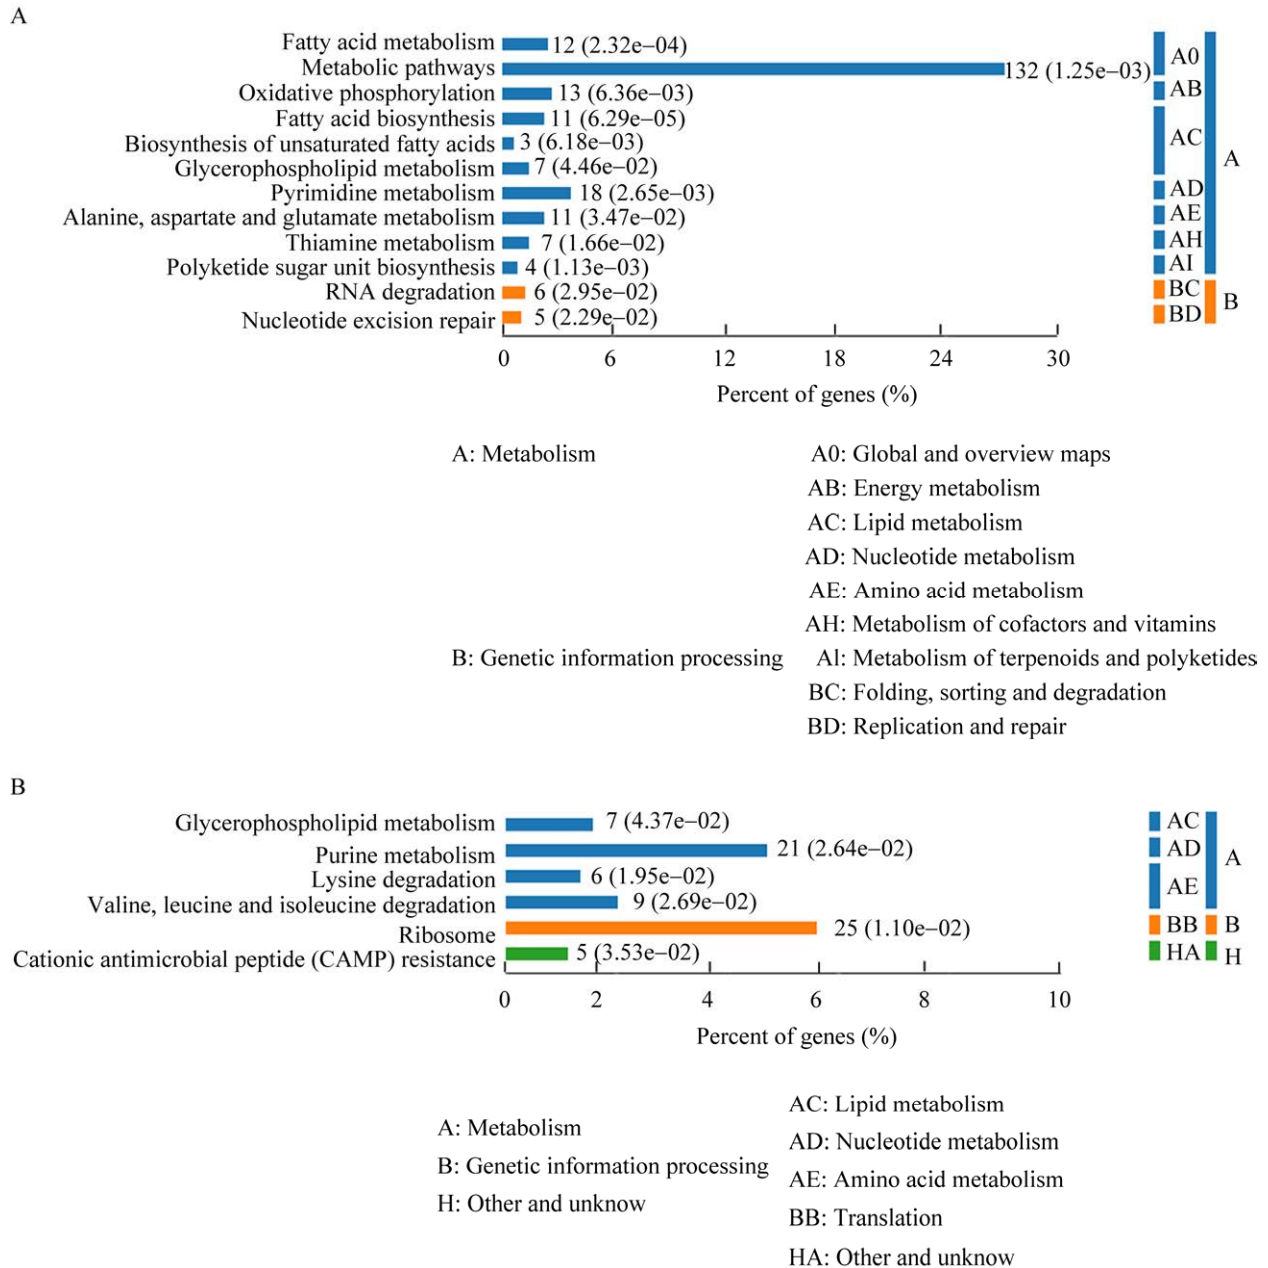 A
Fatty acid metabolism 12 (2.32e−04)
Metabolic pathways 132 (1.25e−03) A0
Oxidative phosphorylation 13 (6.36e−03) AB
Fatty acid biosynthesis 11 (6.29e−05)
Biosynthesis of unsaturated fatty acids 3 (6.18e−03) AC
Glycerophospholipid metabolism 7 (4.46e−02) A
Pyrimidine metabolism 18 (2.65e−03) AD
Alanine, aspartate and glutamate metabolism 11 (3.47e−02) AE
Thiamine metabolism 7 (1.66e−02) AH
Polyketide sugar unit biosynthesis 4 (1.13e−03) AI
RNA degradation 6 (2.95e−02) BC B
Nucleotide excision repair 5 (2.29e−02) BD
0 6 12 18 24 30
Percent of genes (%)
A: Metabolism A0: Global and overview maps
AB: Energy metabolism
AC: Lipid metabolism
AD: Nucleotide metabolism
AE: Amino acid metabolism
AH: Metabolism of cofactors and vitamins
B: Genetic information processing Al: Metabolism of terpenoids and polyketides
BC: Folding, sorting and degradation
BD: Replication and repair
B
Glycerophospholipid metabolism 7 (4.37e−02) AC
Purine metabolism 21 (2.64e−02) AD A
Lysine degradation 6 (1.95e−02) AE
Valine, leucine and isoleucine degradation 9 (2.69e−02)
Ribosome 25 (1.10e−02) BB B
Cationic antimicrobial peptide (CAMP) resistance 5 (3.53e−02) HA H
0 2 4 6 8 10
Percent of genes (%)
AC: Lipid metabolism
A: Metabolism
AD: Nucleotide metabolism
B: Genetic information processing
AE: Amino acid metabolism
H: Other and unknow
BB: Translation
HA: Other and unknow